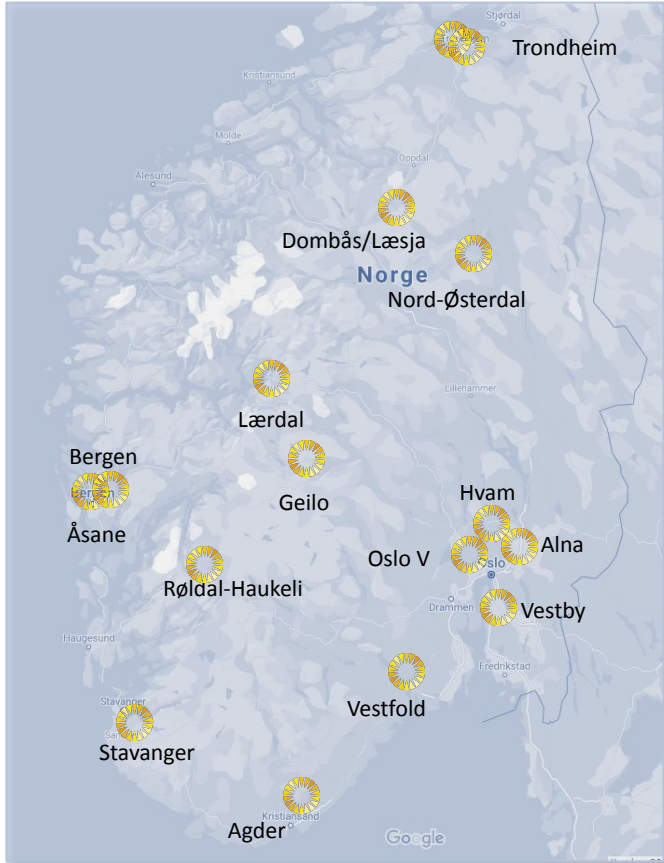 Stjørdal
Trondheim
Kristiansund
Molde
Oppdal
Ålesund
Dombås/Læsja
Norge
Nord-Østerdal
Lillehammer
Lærdal
Bergen
Geilo
Hvam
Åsane
Alna
Oslo V
Oslo
Røldal-Haukeli
Drammen
Vestby
Haugesund
Fredrikstad
Stavanger
Vestfold
Stavanger
Kristiansand
Agder
Google